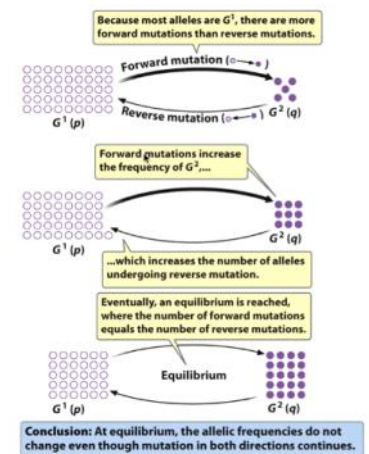 Because most alleles are G¹, there are more
forward mutations than reverse mutations.
Forward mutation (○→●)
G¹ (p)
Reverse mutation (○←●)
G² (q)
Forward mutations increase
the frequency of G²,...
G¹ (p)
G² (q)
...which increases the number of alleles
undergoing reverse mutation.
Eventually, an equilibrium is reached,
where the number of forward mutations
equals the number of reverse mutations.
Equilibrium
G¹ (p)
G² (q)
Conclusion: At equilibrium, the allelic frequencies do not
change even though mutation in both directions continues.